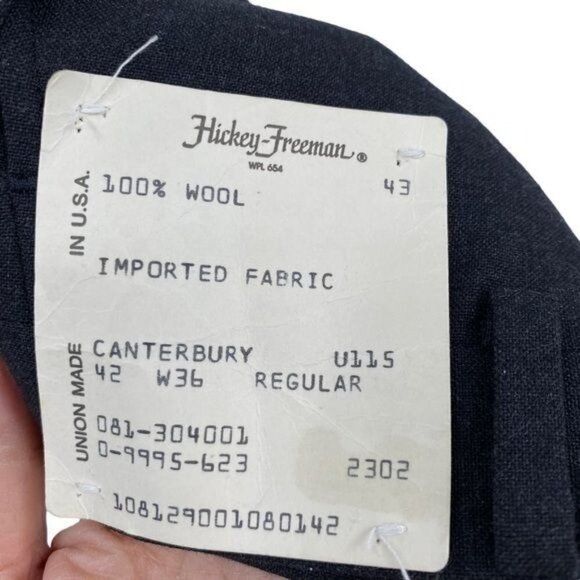 Hickey-Freeman®
WPL 654
100% WOOL 43
IMPORTED FABRIC
CANTERBURY U115
42 W36 REGULAR
081-304001
0-9995-623 2302
108129001080142
UNION MADE IN U.S.A.